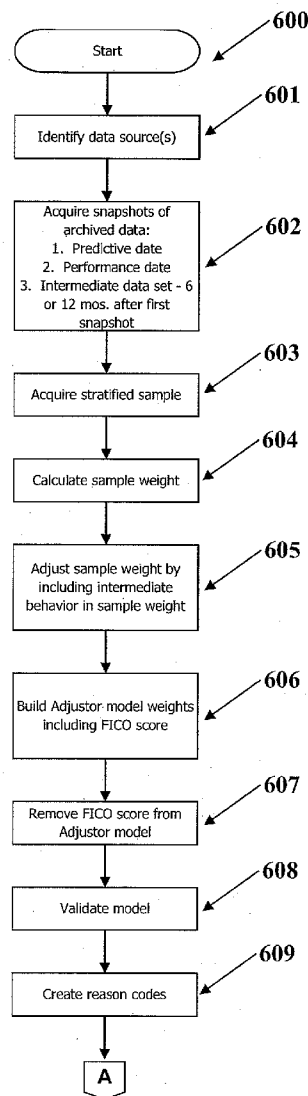 600
Start
601
Identify data source(s)
602
Acquire snapshots of
archived data:
1. Predictive date
2. Performance date
3. Intermediate data set - 6
or 12 mos. after first
snapshot
603
Acquire stratified sample
604
Calculate sample weight
605
Adjust sample weight by
including intermediate
behavior in sample weight
606
Build Adjustor model weights
including FICO score
607
Remove FICO score from
Adjustor model
608
Validate model
609
Create reason codes
A